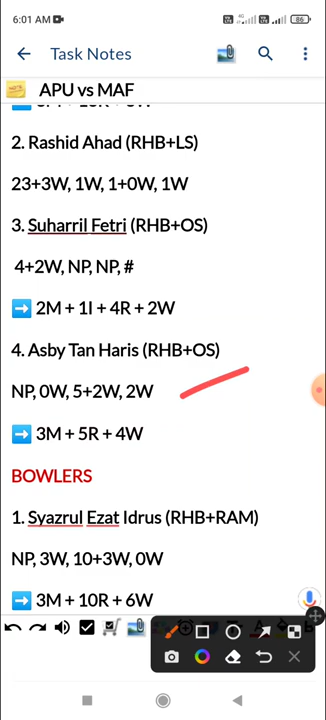 6:01 AM
86
Task Notes
APU vs MAF
2. Rashid Ahad (RHB+LS)
23+3W, 1W, 1+0W, 1W
3. Suharril Fetri (RHB+OS)
4+2W, NP, NP, #
➡️ 2M + 1I + 4R + 2W
4. Asby Tan Haris (RHB+OS)
NP, 0W, 5+2W, 2W
➡️ 3M + 5R + 4W
BOWLERS
1. Syazrul Ezat Idrus (RHB+RAM)
NP, 3W, 10+3W, 0W
➡️ 3M + 10R + 6W